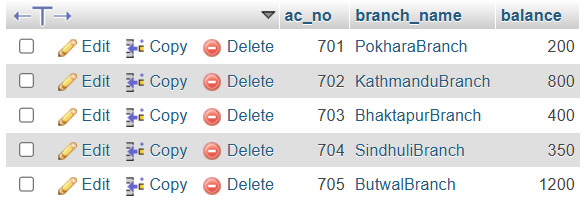 ac_no branch_name balance
Edit Copy Delete 701 PokharaBranch 200
Edit Copy Delete 702 KathmanduBranch 800
Edit Copy Delete 703 BhaktapurBranch 400
Edit Copy Delete 704 SindhuliBranch 350
Edit Copy Delete 705 ButwalBranch 1200